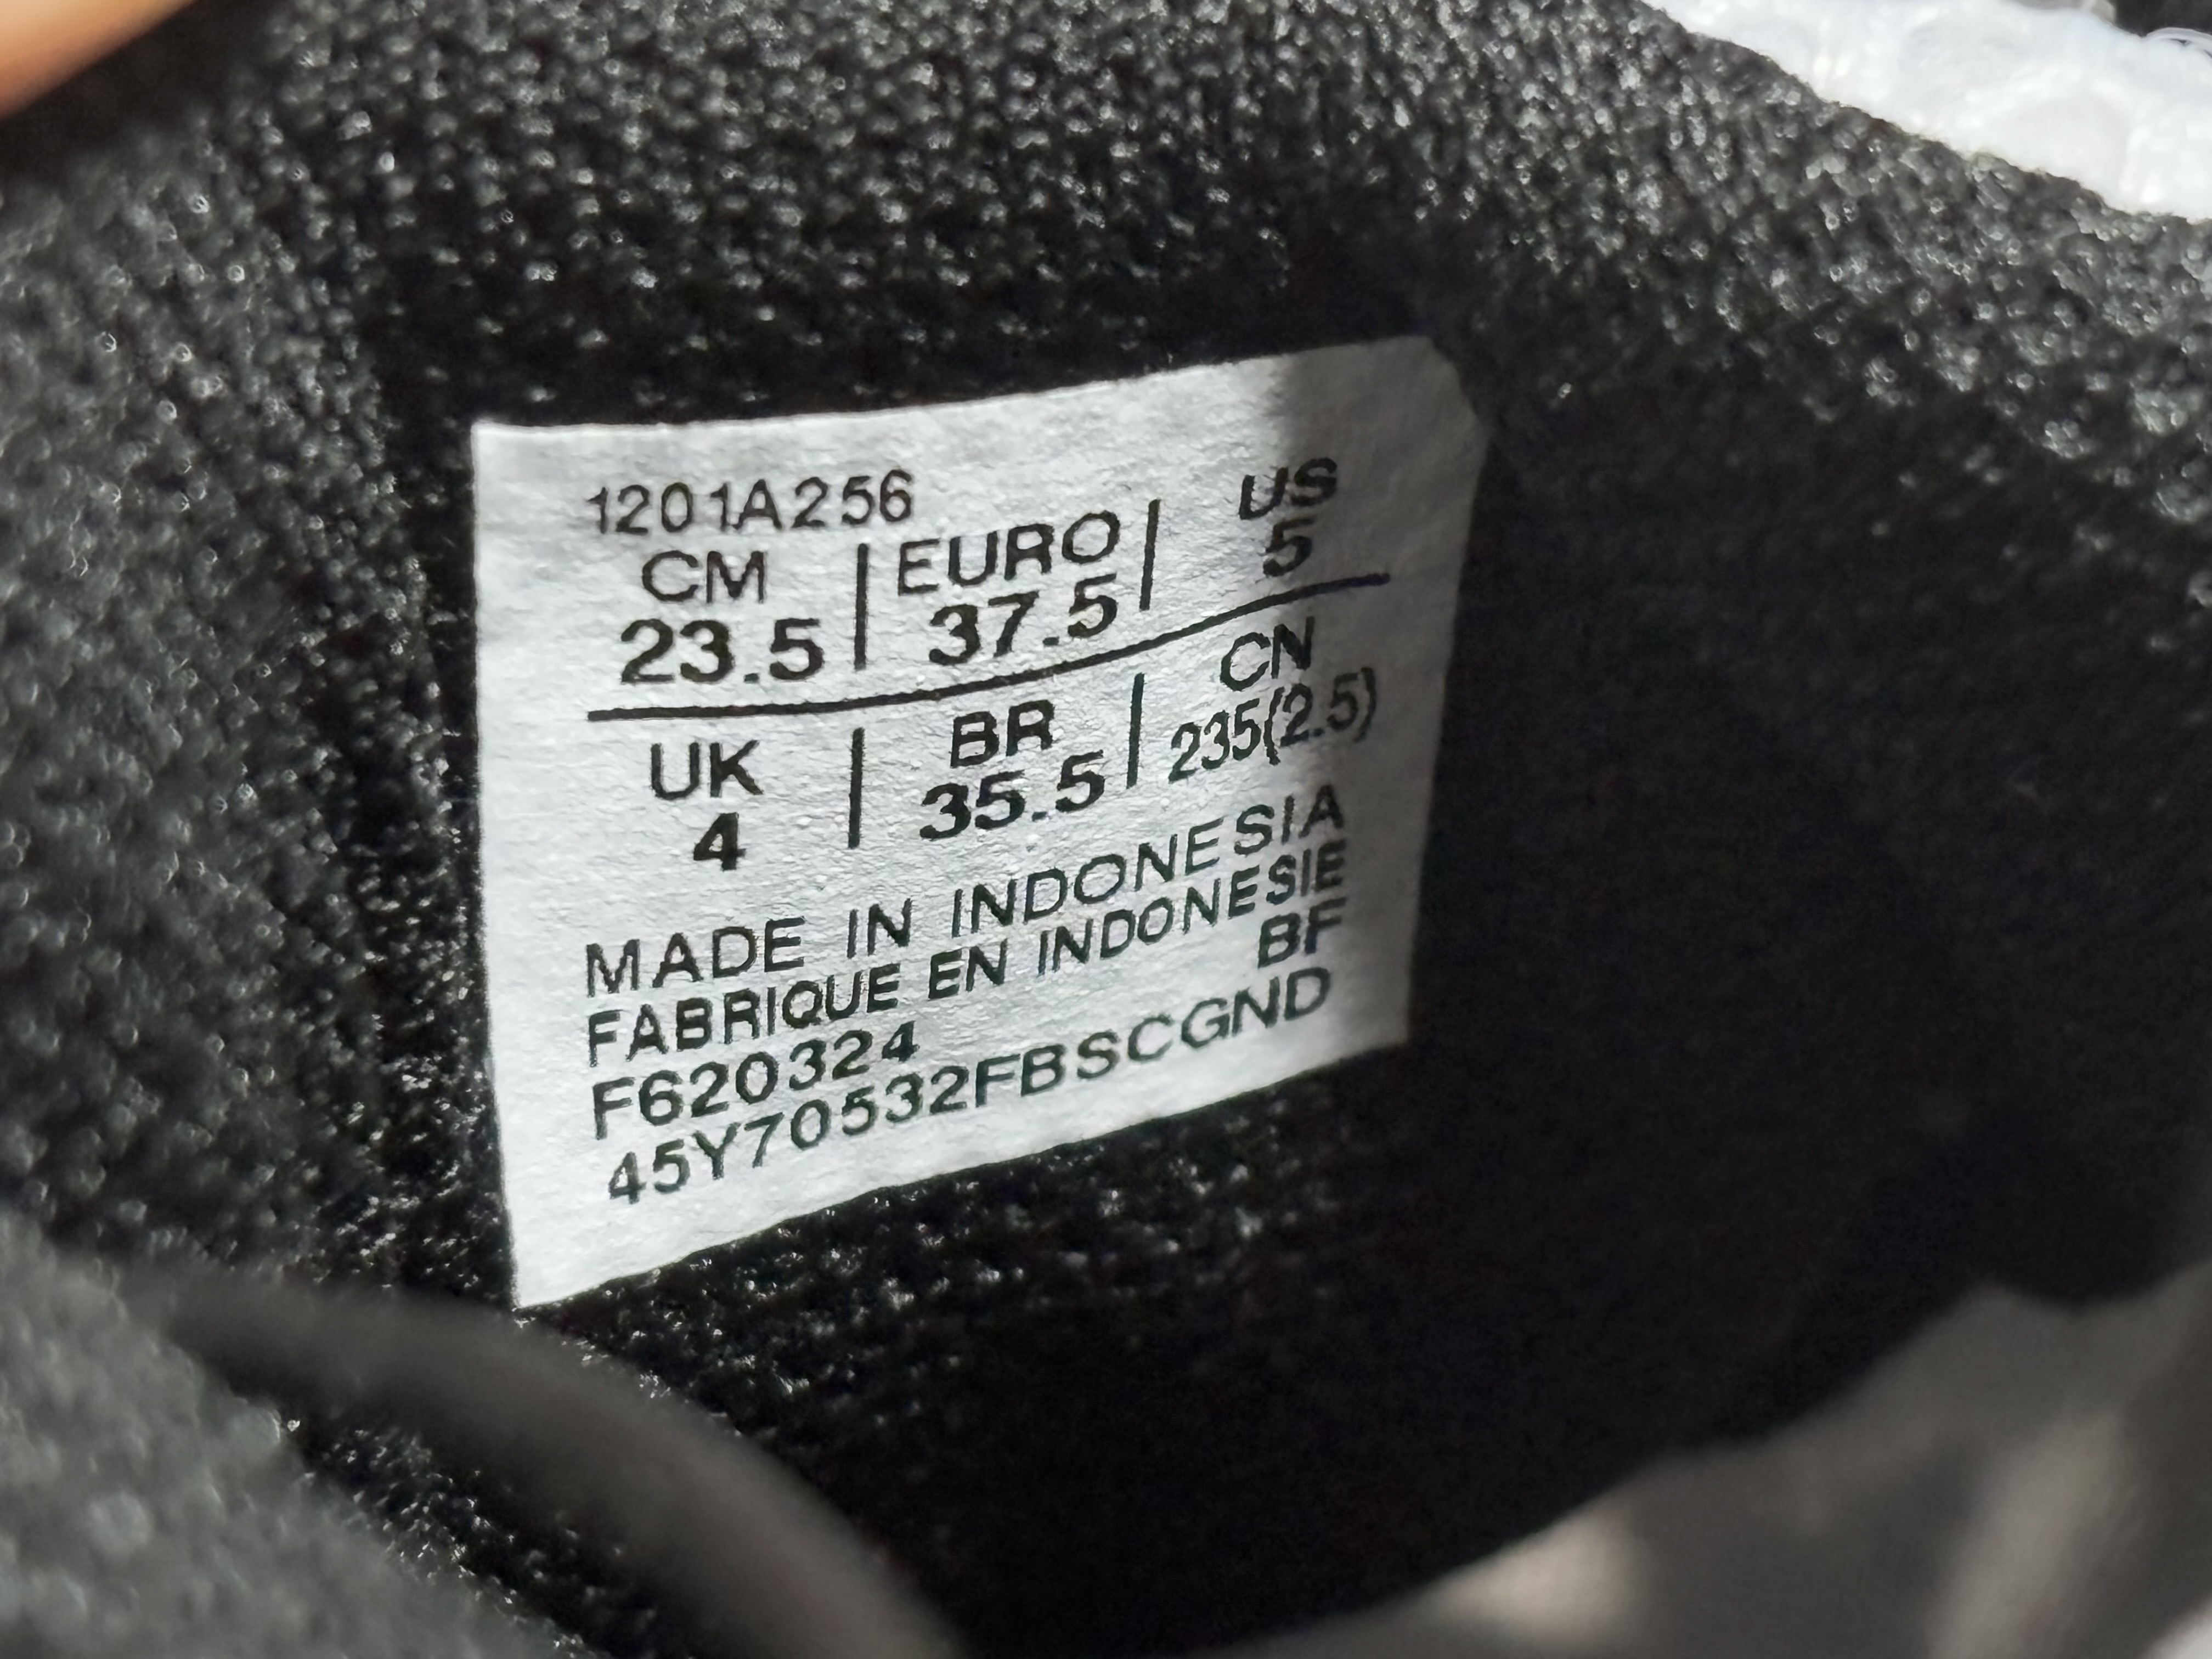 1201A256
CM | EURO | US
23.5 | 37.5 | 5
UK | BR | CN
4 | 35.5 | 235(2.5)
MADE IN INDONESIA
FABRIQUE EN INDONESIE
F620324 BF
45Y70532FBSCGND